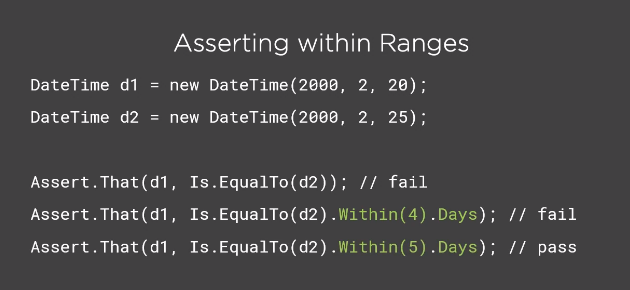 Asserting within Ranges
DateTime d1 = new DateTime(2000, 2, 20);
DateTime d2 = new DateTime(2000, 2, 25);
Assert.That(d1, Is.EqualTo(d2)); // fail
Assert.That(d1, Is.EqualTo(d2).Within(4).Days); // fail
Assert.That(d1, Is.EqualTo(d2).Within(5).Days); // pass